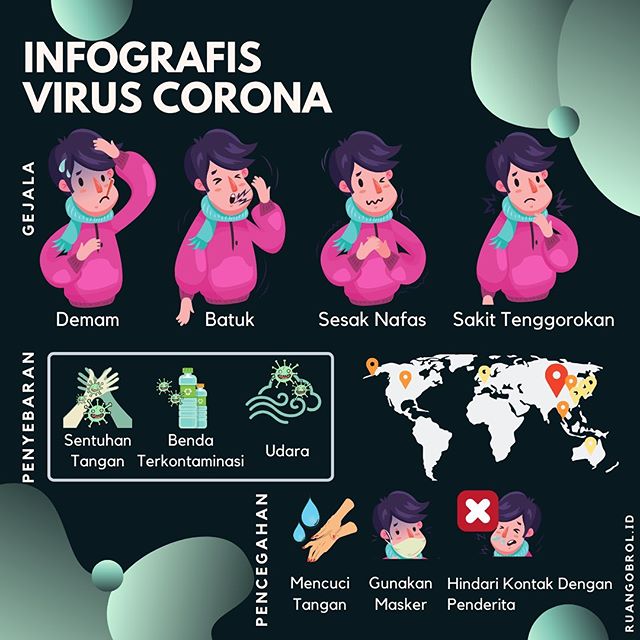 INFOGRAFIS
VIRUS CORONA
GEJALA
Demam
Batuk
Sesak Nafas
Sakit Tenggorokan
PENYEBARAN
Sentuhan
Tangan
Benda
Terkontaminasi
Udara
PENCEGAHAN
Mencuci
Tangan
Gunakan
Masker
Hindari Kontak Dengan
Penderita
RUANGOBROL.ID